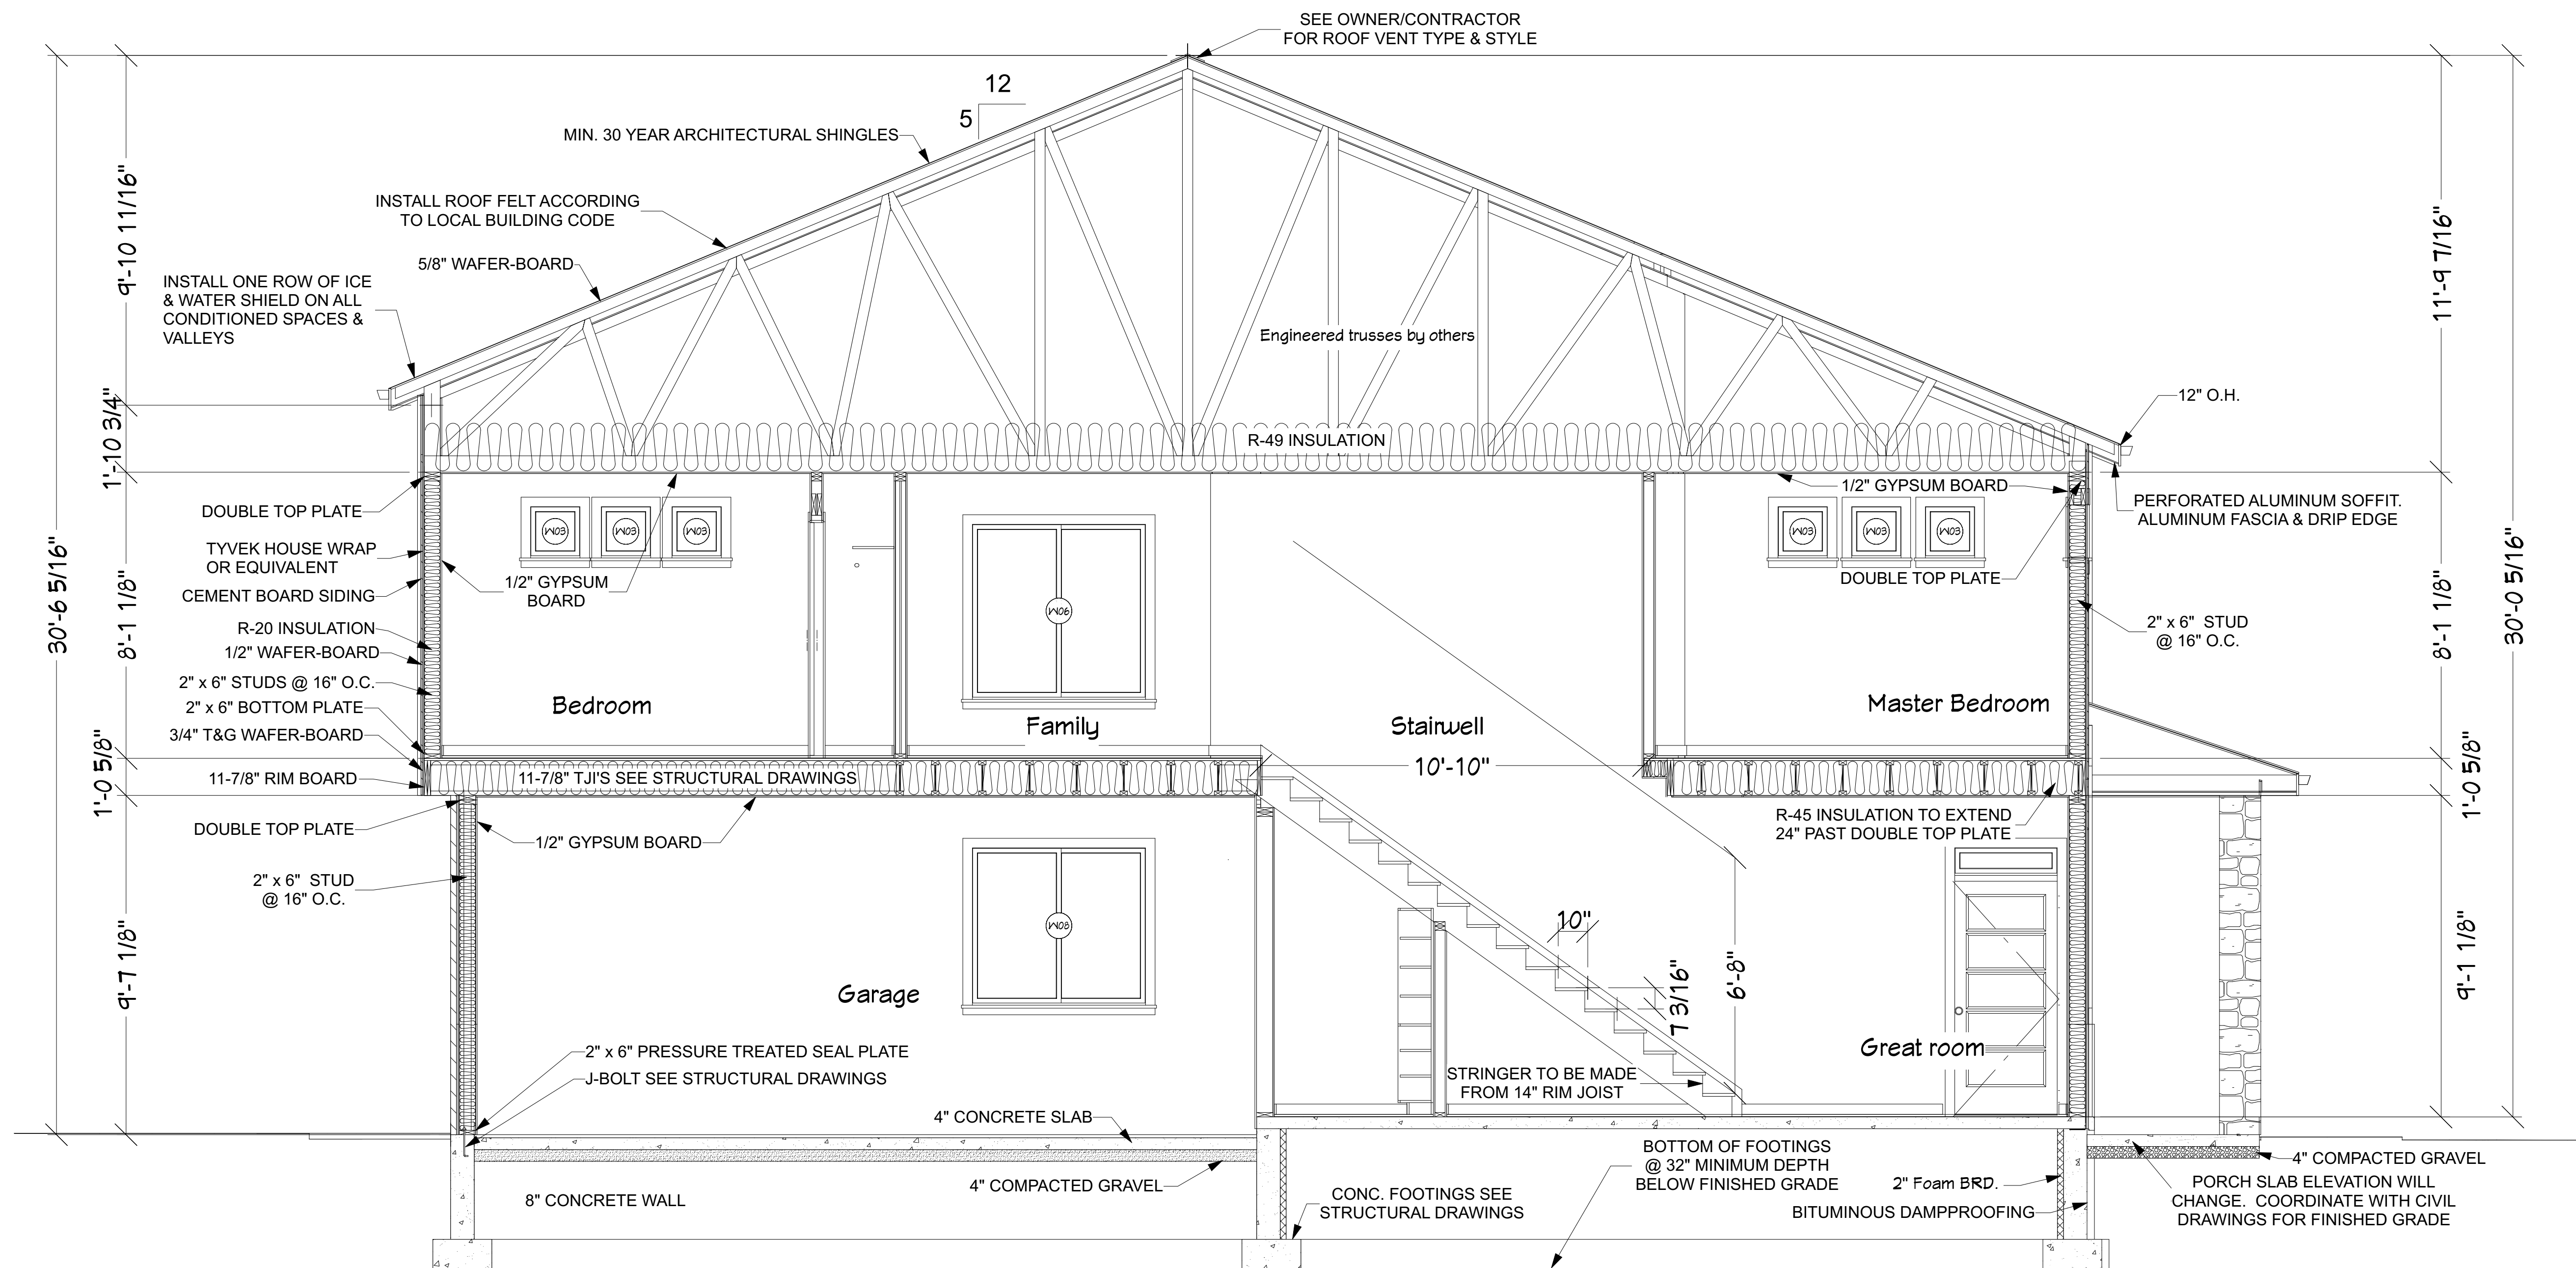 SEE OWNER/CONTRACTOR
FOR ROOF VENT TYPE & STYLE
12
5
MIN. 30 YEAR ARCHITECTURAL SHINGLES
INSTALL ROOF FELT ACCORDING
TO LOCAL BUILDING CODE
5/8" WAFER-BOARD
INSTALL ONE ROW OF ICE
& WATER SHIELD ON ALL
CONDITIONED SPACES &
VALLEYS
9'-10 11/16"
11'-9 7/16"
Engineered trusses by others
1'-10 3/4"
12" O.H.
R-49 INSULATION
1/2" GYPSUM BOARD
PERFORATED ALUMINUM SOFFIT.
ALUMINUM FASCIA & DRIP EDGE
DOUBLE TOP PLATE
TYVEK HOUSE WRAP
OR EQUIVALENT
CEMENT BOARD SIDING
R-20 INSULATION
1/2" WAFER-BOARD
2" x 6" STUDS @ 16" O.C.
2" x 6" BOTTOM PLATE
3/4" T&G WAFER-BOARD
11-7/8" RIM BOARD
W03
W03
W03
1/2" GYPSUM
BOARD
W06
W03
W03
W03
DOUBLE TOP PLATE
2" x 6" STUD
@ 16" O.C.
30'-6 5/16"
8'-1 1/8"
8'-1 1/8"
30'-0 5/16"
Bedroom
Family
Stairwell
Master Bedroom
1'-0 5/8"
11-7/8" TJI'S SEE STRUCTURAL DRAWINGS
10'-10"
1'-0 5/8"
DOUBLE TOP PLATE
1/2" GYPSUM BOARD
R-45 INSULATION TO EXTEND
24" PAST DOUBLE TOP PLATE
2" x 6" STUD
@ 16" O.C.
9'-7 1/8"
W08
10"
7 3/16"
6'-8"
9'-1 1/8"
Garage
Great room
2" x 6" PRESSURE TREATED SEAL PLATE
J-BOLT SEE STRUCTURAL DRAWINGS
STRINGER TO BE MADE
FROM 14" RIM JOIST
4" CONCRETE SLAB
4" COMPACTED GRAVEL
8" CONCRETE WALL
BOTTOM OF FOOTINGS
@ 32" MINIMUM DEPTH
BELOW FINISHED GRADE
CONC. FOOTINGS SEE
STRUCTURAL DRAWINGS
2" Foam BRD.
BITUMINOUS DAMPPROOFING
4" COMPACTED GRAVEL
PORCH SLAB ELEVATION WILL
CHANGE. COORDINATE WITH CIVIL
DRAWINGS FOR FINISHED GRADE